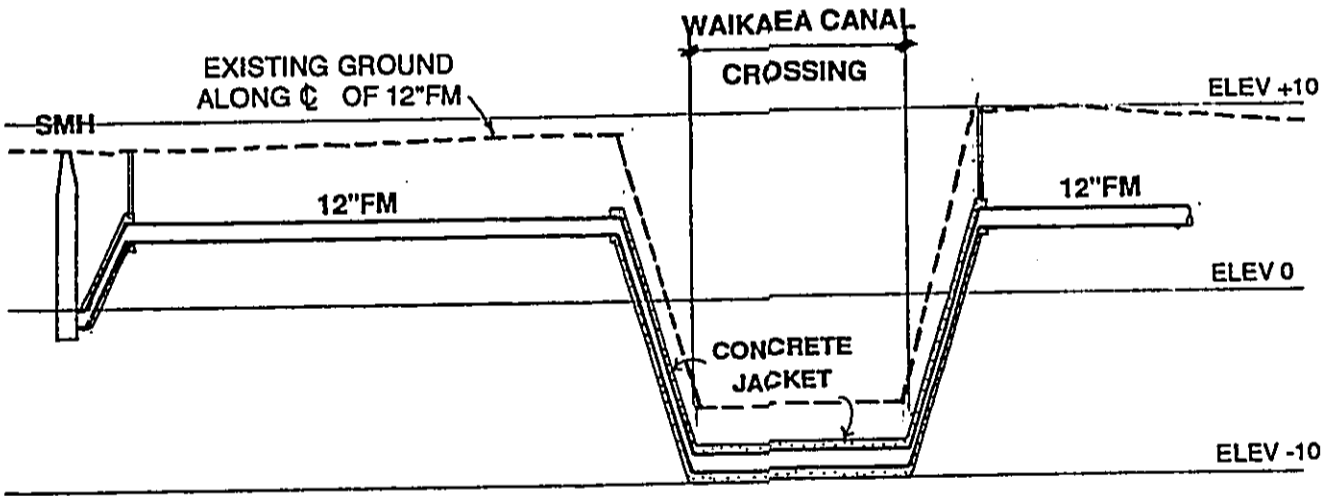 WAIKAEA CANAL
CROSSING
EXISTING GROUND
ALONG ℄ OF 12"FM
ELEV +10
SMH
12"FM
12"FM
ELEV 0
CONCRETE
JACKET
ELEV -10